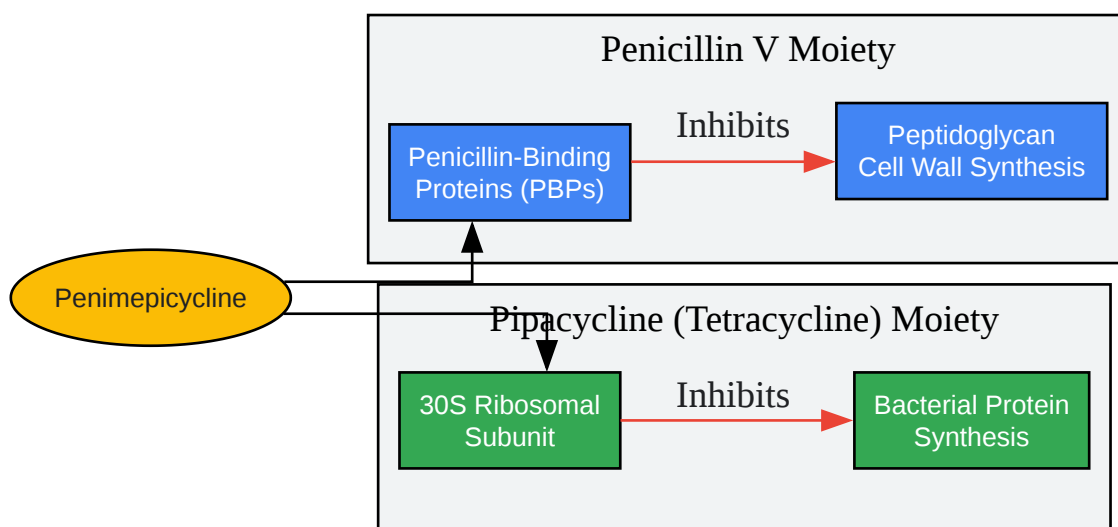 Penicillin V Moiety
Inhibits
Penicillin-Binding
Proteins (PBPs)
Peptidoglycan
Cell Wall Synthesis
Penimepicycline
Pipacycline (Tetracycline) Moiety
Inhibits
30S Ribosomal
Subunit
Bacterial Protein
Synthesis